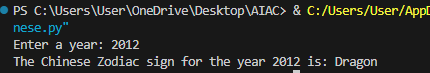 PS C:\Users\User\OneDrive\Desktop\AIAC> & C:/Users/User/AppD
nese.py"
Enter a year: 2012
The Chinese Zodiac sign for the year 2012 is: Dragon